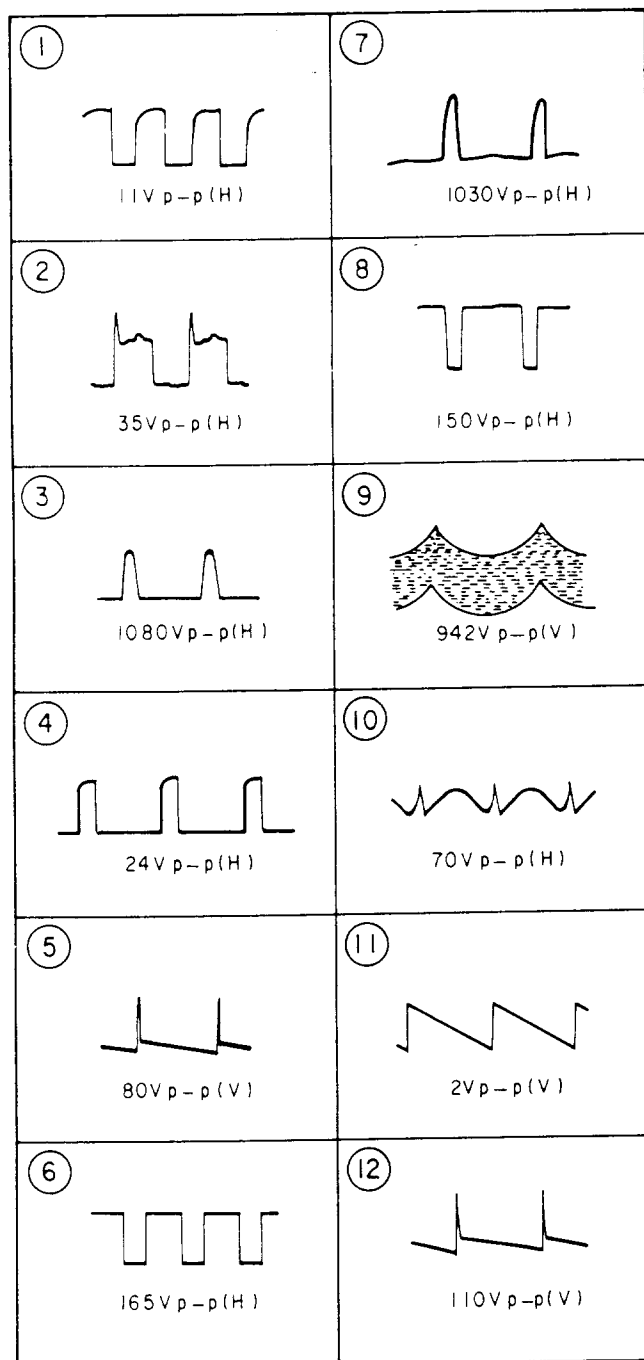 1
11V p-p(H)
2
35V p-p(H)
3
1080V p-p(H)
4
24V p-p(H)
5
80V p-p(V)
6
165V p-p(H)
7
1030V p-p(H)
8
150V p-p(H)
9
942V p-p(V)
10
70V p-p(H)
11
2V p-p(V)
12
110V p-p(V)